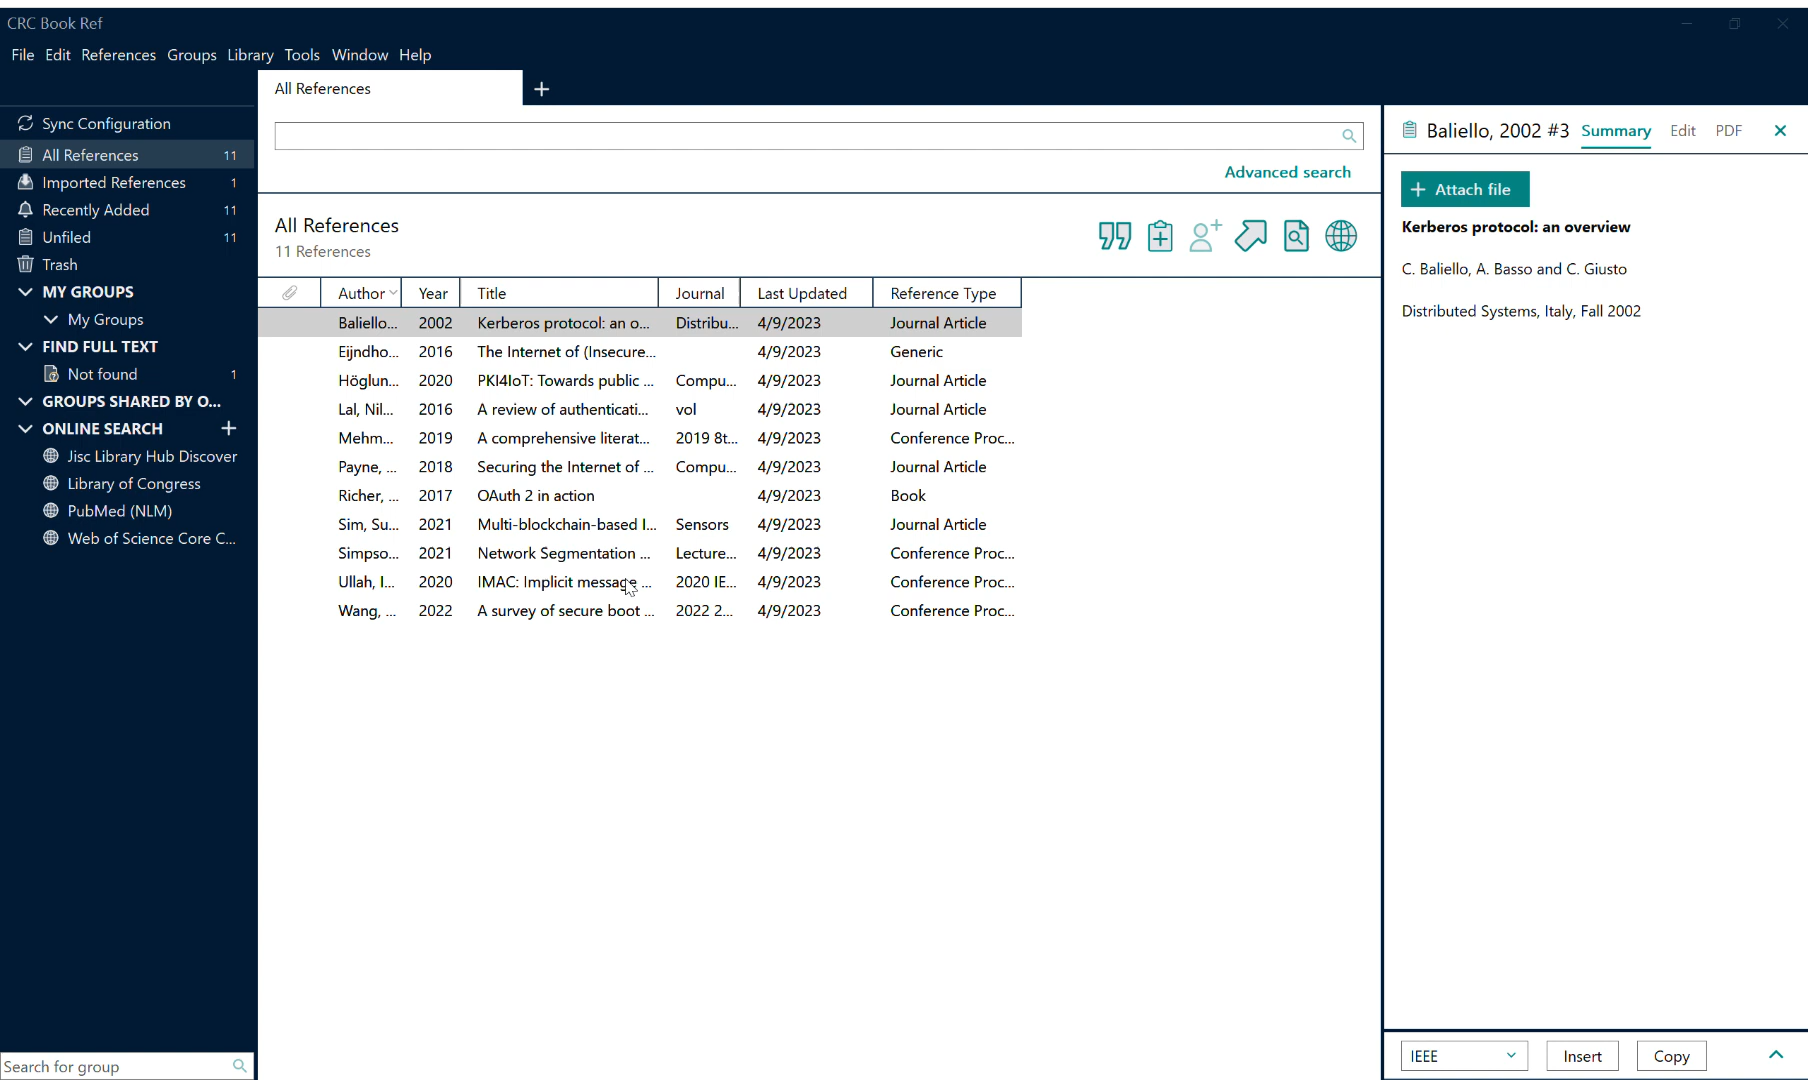 CRC Book Ref
File Edit References Groups Library Tools Window Help
All References
Sync Configuration
All References 11
Imported References 1
Recently Added 11
Unfiled 11
Trash
MY GROUPS
My Groups
FIND FULL TEXT
Not found 1
GROUPS SHARED BY O...
ONLINE SEARCH
Jisc Library Hub Discover
Library of Congress
PubMed (NLM)
Web of Science Core C...
Search for group
Advanced search
All References
11 References
Author Year Title Journal Last Updated Reference Type
Baliello... 2002 Kerberos protocol: an o... Distribu... 4/9/2023 Journal Article
Eijndho... 2016 The Internet of (Insecure... 4/9/2023 Generic
Höglun... 2020 PKI4IoT: Towards public ... Compu... 4/9/2023 Journal Article
Lal, Nil... 2016 A review of authenticati... vol 4/9/2023 Journal Article
Mehm... 2019 A comprehensive literat... 2019 8t... 4/9/2023 Conference Proc...
Payne, ... 2018 Securing the Internet of ... Compu... 4/9/2023 Journal Article
Richer, ... 2017 OAuth 2 in action 4/9/2023 Book
Sim, Su... 2021 Multi-blockchain-based I... Sensors 4/9/2023 Journal Article
Simpso... 2021 Network Segmentation ... Lecture... 4/9/2023 Conference Proc...
Ullah, I... 2020 IMAC: Implicit message ... 2020 IE... 4/9/2023 Conference Proc...
Wang, ... 2022 A survey of secure boot ... 2022 2... 4/9/2023 Conference Proc...
Baliello, 2002 #3 Summary Edit PDF
Attach file
Kerberos protocol: an overview
C. Baliello, A. Basso and C. Giusto
Distributed Systems, Italy, Fall 2002
IEEE Insert Copy